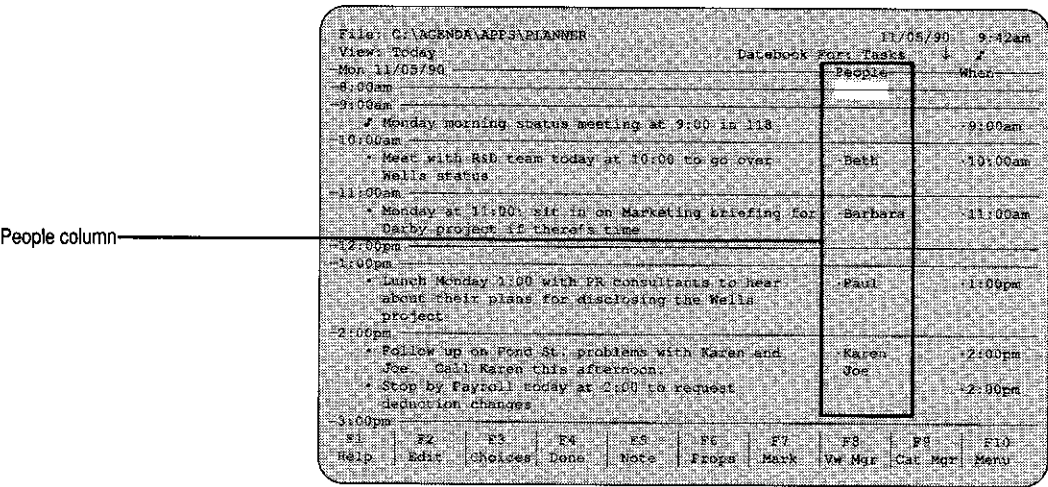 File: C:\AGENDA\APPS\PLANNER 11/05/90 9:42am
View: Today Datebook For: Tasks ↓ ♪
Mon 11/05/90 People When
8:00am
9:00am
♪ Monday morning status meeting at 9:00 in 118 ·9:00am
10:00am
• Meet with R&D team today at 10:00 to go over ·Beth ·10:00am
Wells status
11:00am
• Monday at 11:00: sit in on Marketing briefing for ·Barbara ·11:00am
Darby project if there's time
People column
12:00pm
1:00pm
• Lunch Monday 1:00 with PR consultants to hear ·Paul ·1:00pm
about their plans for disclosing the Wells
project
2:00pm
• Follow up on Pond St. problems with Karen and ·Karen ·2:00pm
Joe. Call Karen this afternoon. Joe
• Stop by Payroll today at 2:00 to request ·2:00pm
deduction changes
3:00pm
F1 F2 F3 F4 F5 F6 F7 F8 F9 F10
Help Edit Choices Done Note Props Mark Vw Mgr Cat Mgr Menu